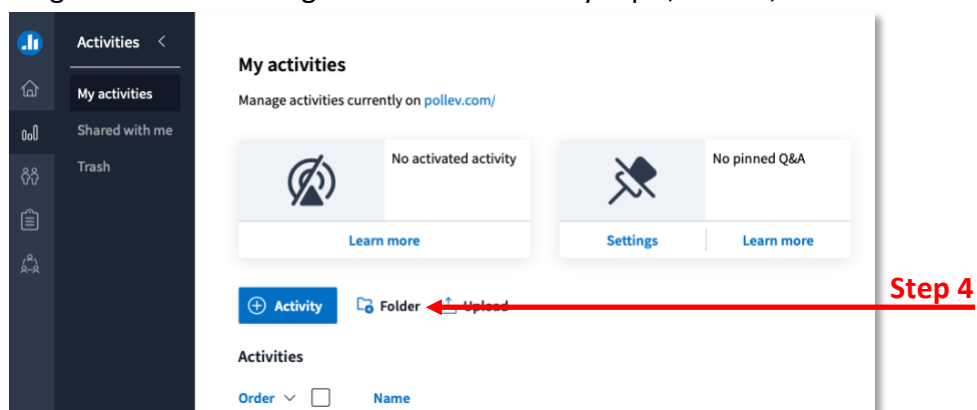 Activities
My activities
Shared with me
Trash
My activities
Manage activities currently on pollev.com/
No activated activity
Learn more
No pinned Q&A
Settings Learn more
Activity Folder Upload
Step 4
Activities
Order Name